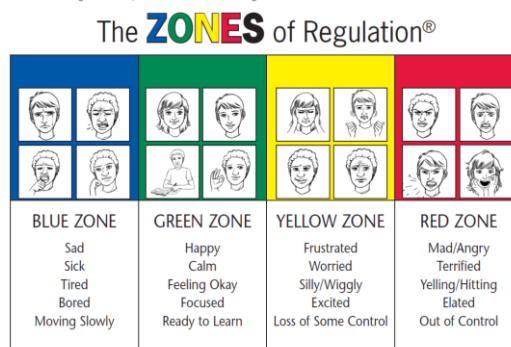 The ZONES of Regulation®
BLUE ZONE
Sad
Sick
Tired
Bored
Moving Slowly
GREEN ZONE
Happy
Calm
Feeling Okay
Focused
Ready to Learn
YELLOW ZONE
Frustrated
Worried
Silly/Wiggly
Excited
Loss of Some Control
RED ZONE
Mad/Angry
Terrified
Yelling/Hitting
Elated
Out of Control